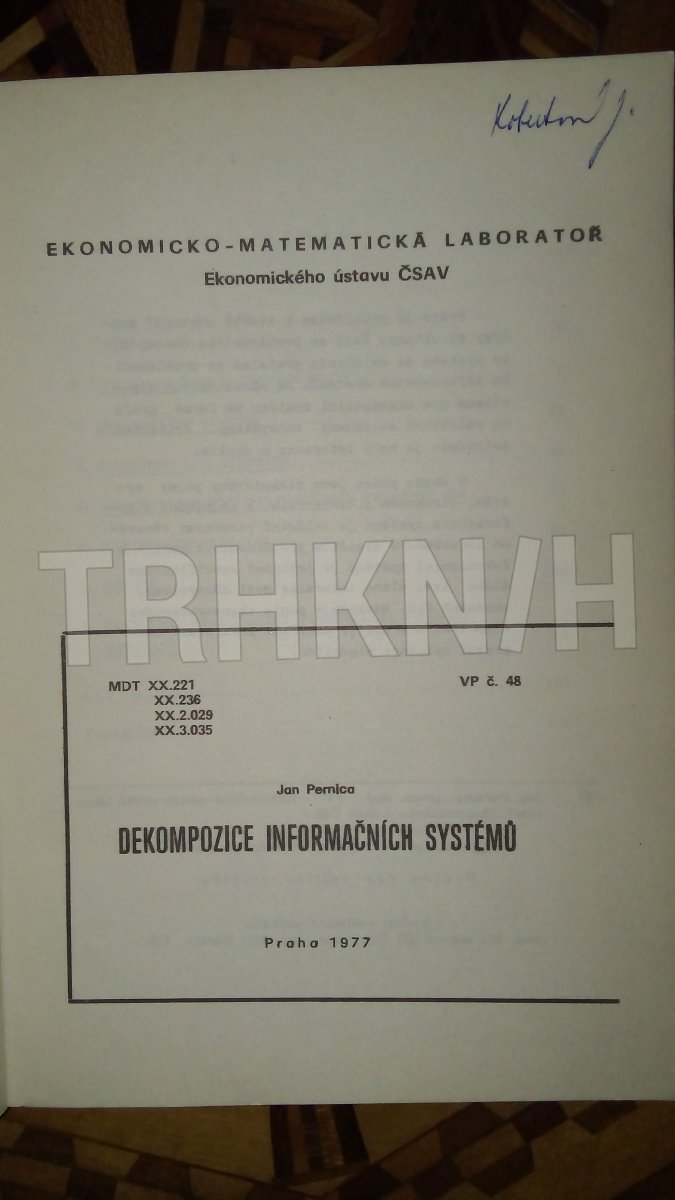 EKONOMICKO-MATEMATICKÁ LABORATOŘ
Ekonomického ústavu ČSAV
TRHKNIH
MDT XX.221
XX.236
XX.2.029
XX.3.035
VP č. 48
Jan Pernica
DEKOMPOZICE INFORMAČNÍCH SYSTÉMŮ
Praha 1977